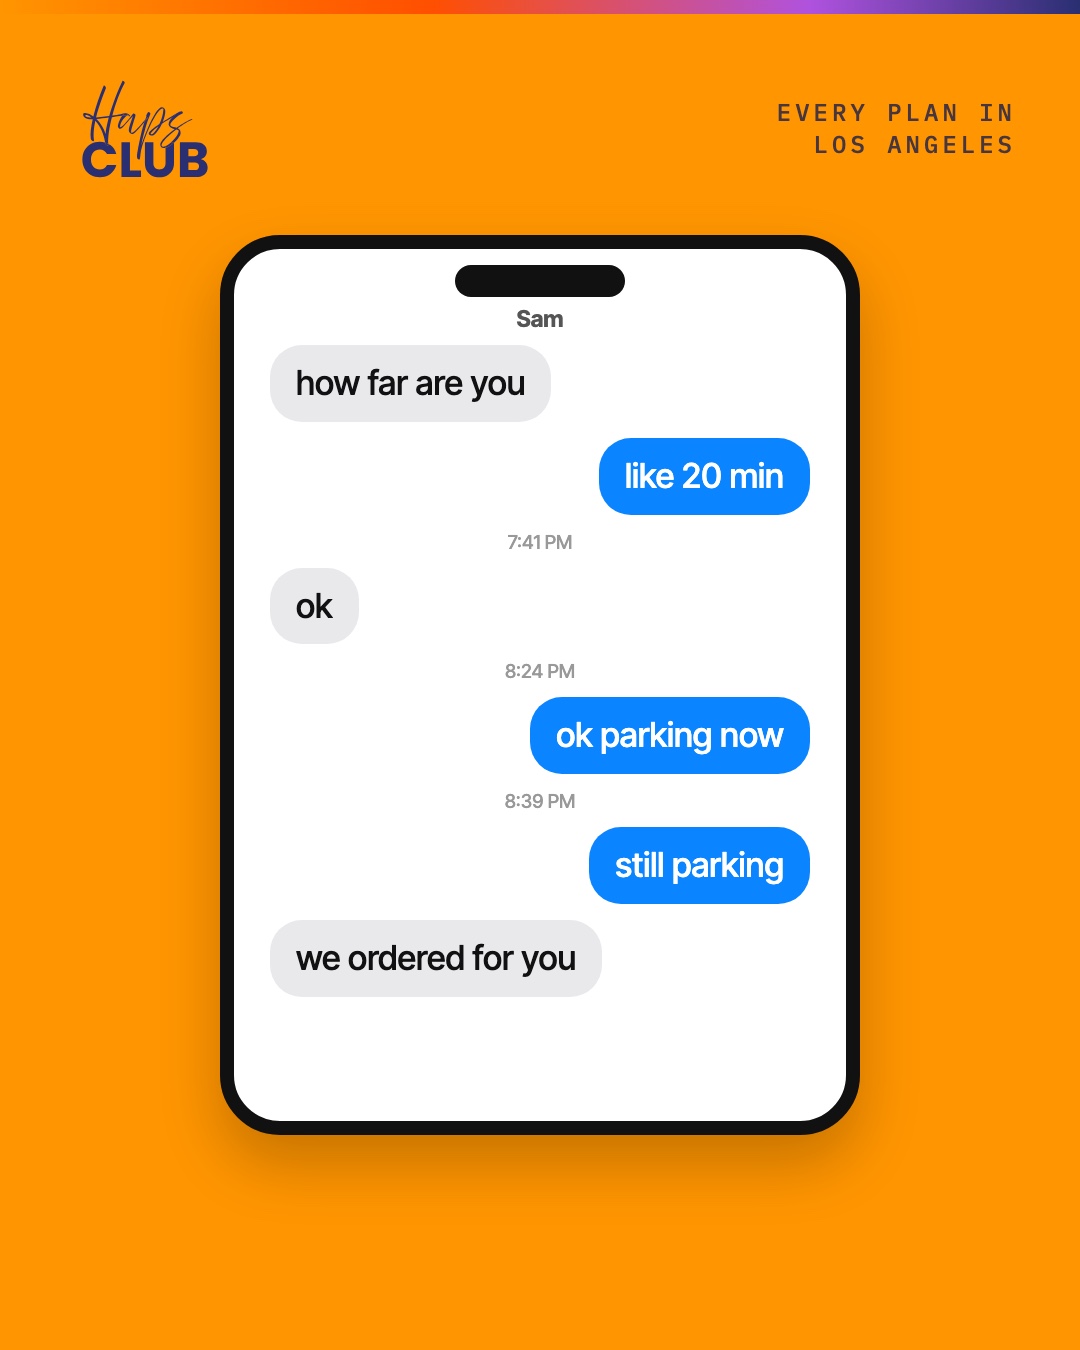 Haps
CLUB
EVERY PLAN IN
LOS ANGELES
Sam
how far are you
like 20 min
7:41 PM
ok
8:24 PM
ok parking now
8:39 PM
still parking
we ordered for you